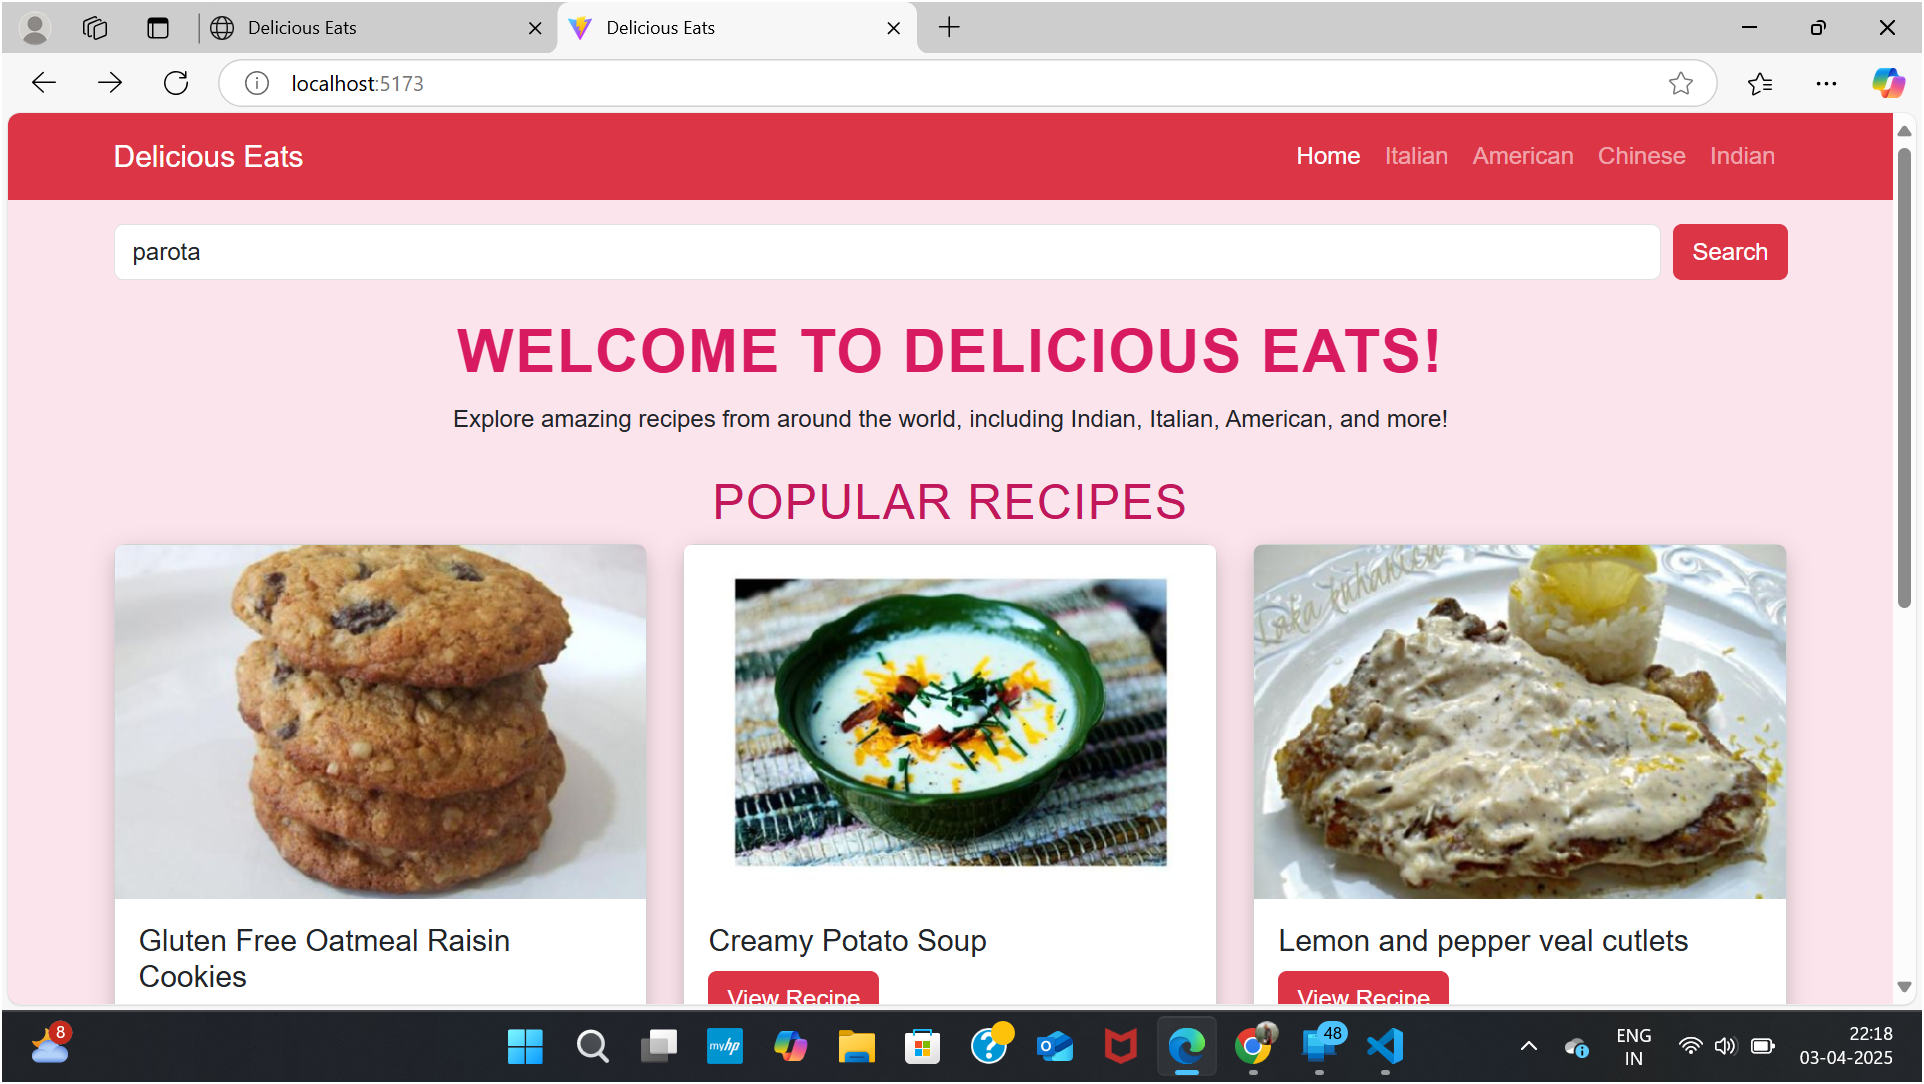 Delicious Eats
Delicious Eats
localhost:5173
Delicious Eats
Home Italian American Chinese Indian
parota
Search
WELCOME TO DELICIOUS EATS!
Explore amazing recipes from around the world, including Indian, Italian, American, and more!
POPULAR RECIPES
Gluten Free Oatmeal Raisin
Cookies
Creamy Potato Soup
View Recipe
Lemon and pepper veal cutlets
View Recipe
8
myhp
48
ENG
IN
22:18
03-04-2025